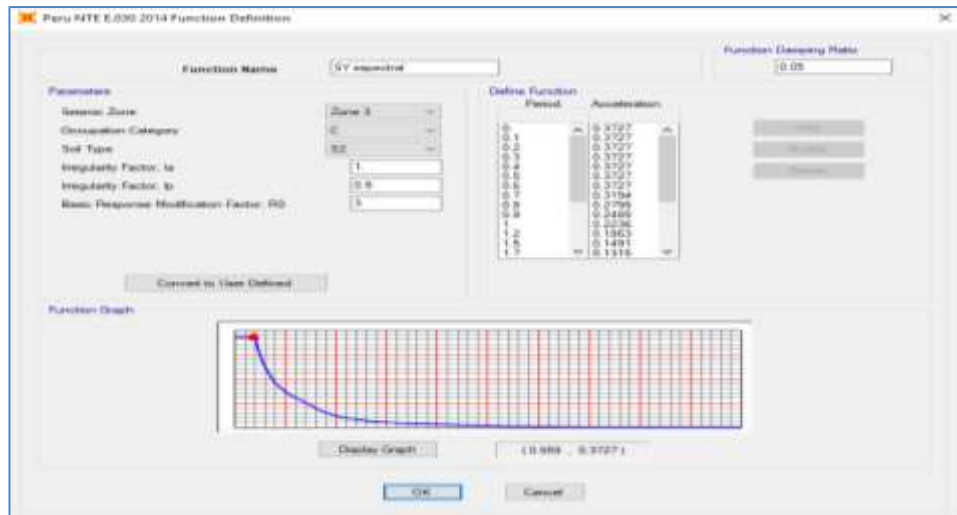 Peru NTE E.030 2014 Function Definition
Function Damping Ratio
Function Name
SY espectral
0.05
Parameters
Define Function
Seismic Zone
Zone 3
Period
Acceleration
Occupation Category
C
Soil Type
S2
Irregularity Factor, Ia
1
Irregularity Factor, Ip
0.9
Basic Response Modification Factor, R0
3
0 0.3727
0.1 0.3727
0.2 0.3727
0.3 0.3727
0.4 0.3727
0.5 0.3727
0.6 0.3727
0.7 0.3194
0.8 0.2795
0.9 0.2485
1 0.2236
1.2 0.1863
1.5 0.1491
1.7 0.1315
Convert to User Defined
Function Graph
Display Graph
OK
Cancel